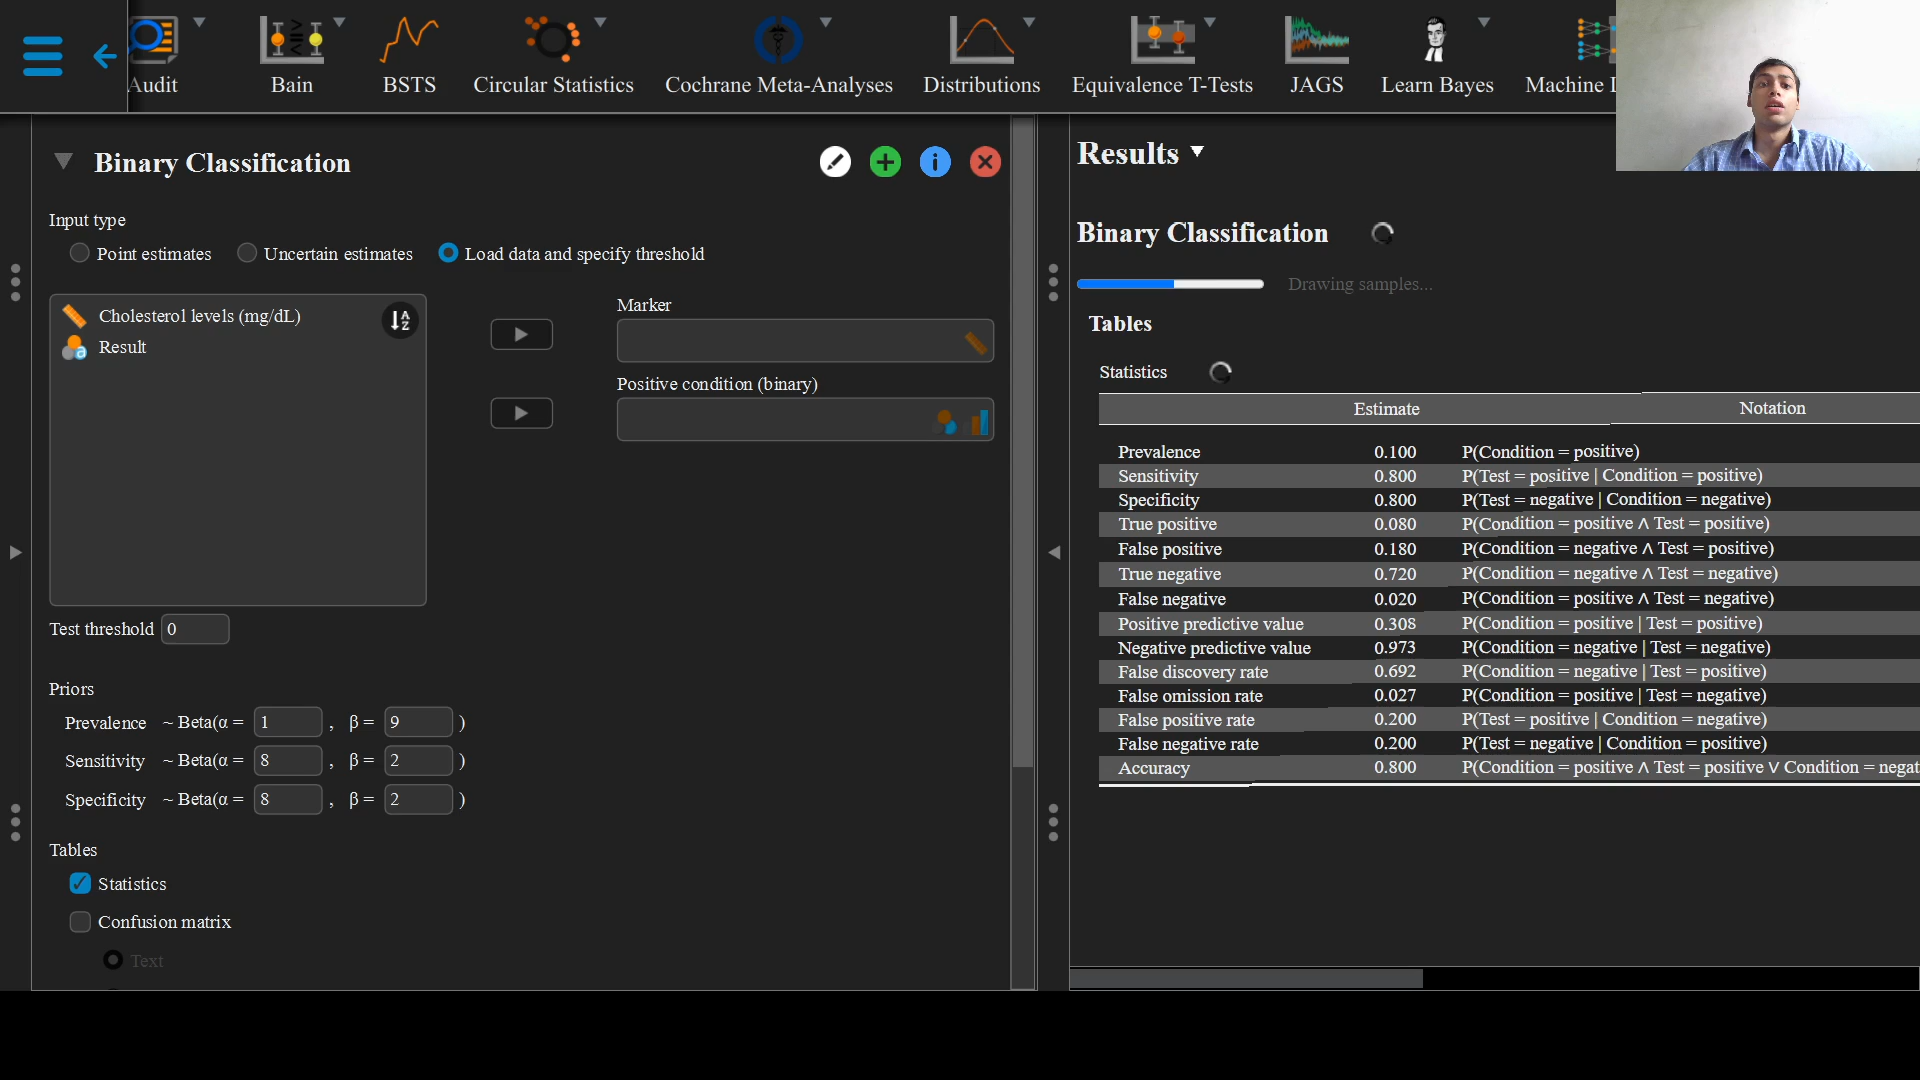 Audit
Bain
BSTS
Circular Statistics
Cochrane Meta-Analyses
Distributions
Equivalence T-Tests
JAGS
Learn Bayes
Machine
Binary Classification
Input type
Point estimates
Uncertain estimates
Load data and specify threshold
Cholesterol levels (mg/dL)
Result
Marker
Positive condition (binary)
Test threshold 0
Priors
Prevalence ~ Beta(α = 1 , β = 9 )
Sensitivity ~ Beta(α = 8 , β = 2 )
Specificity ~ Beta(α = 8 , β = 2 )
Tables
Statistics
Confusion matrix
Text
Results
Binary Classification
Drawing samples...
Tables
Statistics
Estimate Notation
Prevalence 0.100 P(Condition = positive)
Sensitivity 0.800 P(Test = positive | Condition = positive)
Specificity 0.800 P(Test = negative | Condition = negative)
True positive 0.080 P(Condition = positive ∧ Test = positive)
False positive 0.180 P(Condition = negative ∧ Test = positive)
True negative 0.720 P(Condition = negative ∧ Test = negative)
False negative 0.020 P(Condition = positive ∧ Test = negative)
Positive predictive value 0.308 P(Condition = positive | Test = positive)
Negative predictive value 0.973 P(Condition = negative | Test = negative)
False discovery rate 0.692 P(Condition = negative | Test = positive)
False omission rate 0.027 P(Condition = positive | Test = negative)
False positive rate 0.200 P(Test = positive | Condition = negative)
False negative rate 0.200 P(Test = negative | Condition = positive)
Accuracy 0.800 P(Condition = positive ∧ Test = positive ∨ Condition = negat